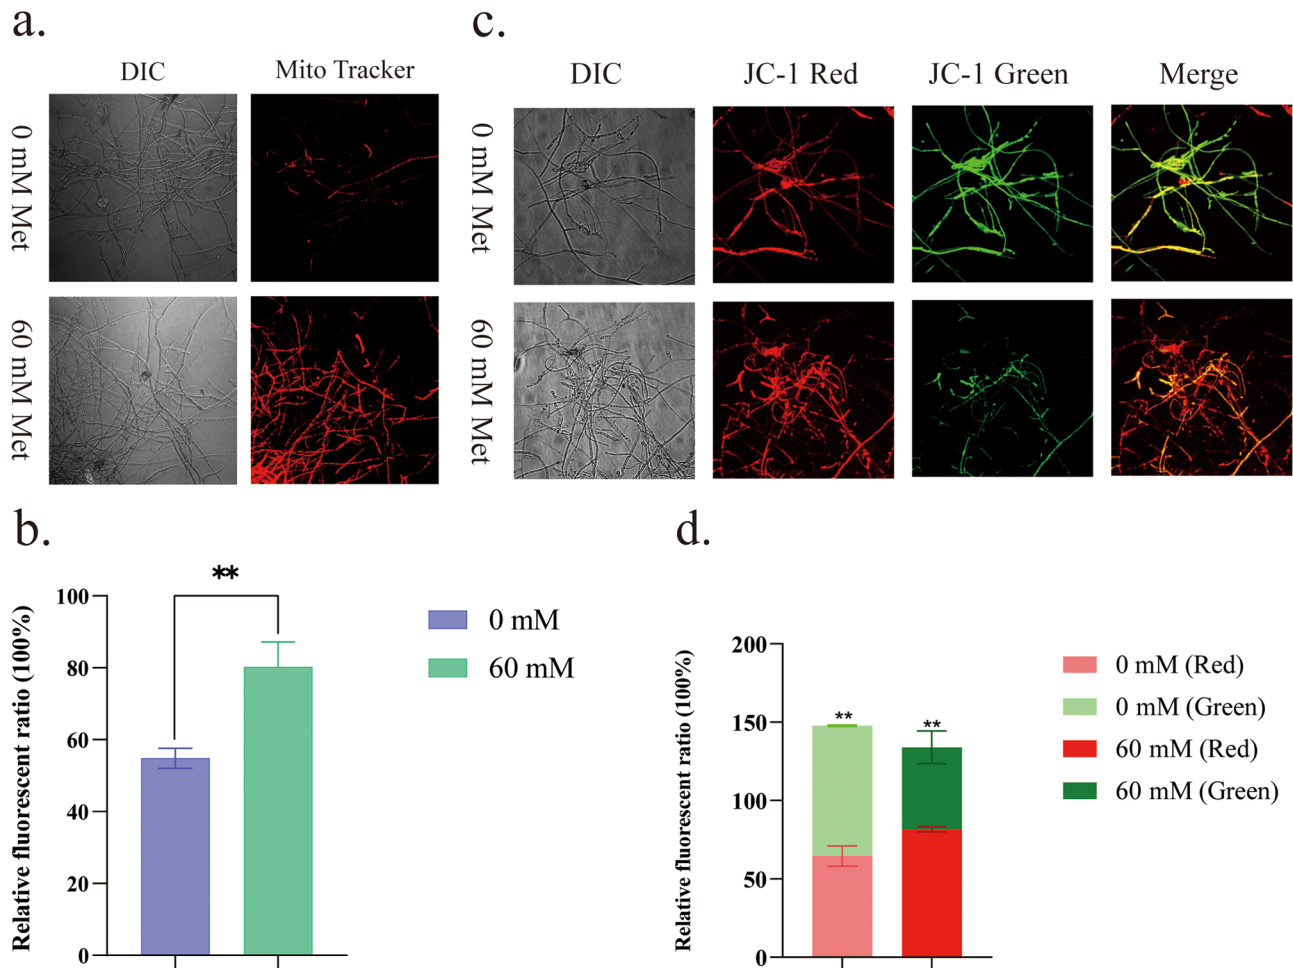 a.
DIC
Mito Tracker
0 mM Met
60 mM Met
c.
DIC
JC-1 Red
JC-1 Green
Merge
0 mM Met
60 mM Met
b.
Relative fluorescent ratio (100%)
100
80
60
40
20
0
**
0 mM
60 mM
d.
Relative fluorescent ratio (100%)
200
150
100
50
0
**
**
0 mM (Red)
0 mM (Green)
60 mM (Red)
60 mM (Green)